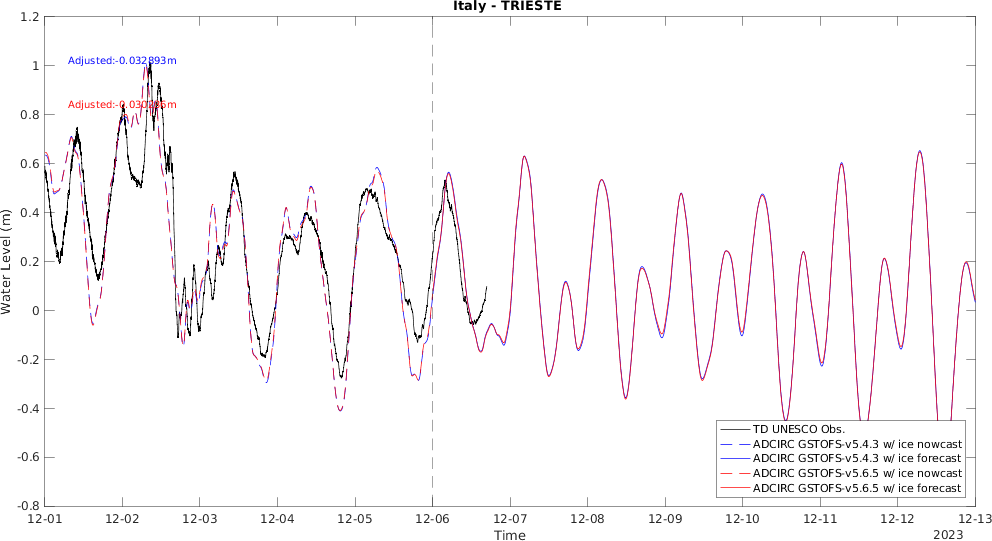 Italy - TRIESTE
1.2
1
0.8
0.6
0.4
0.2
0
-0.2
-0.4
-0.6
-0.8
Water Level (m)
Adjusted:-0.032893m
TD UNESCO Obs.
ADCIRC GSTOFS-v5.4.3 w/ ice nowcast
ADCIRC GSTOFS-v5.4.3 w/ ice forecast
ADCIRC GSTOFS-v5.6.5 w/ ice nowcast
ADCIRC GSTOFS-v5.6.5 w/ ice forecast
12-01 12-02 12-03 12-04 12-05 12-06 12-07 12-08 12-09 12-10 12-11 12-12 12-13
Time
2023